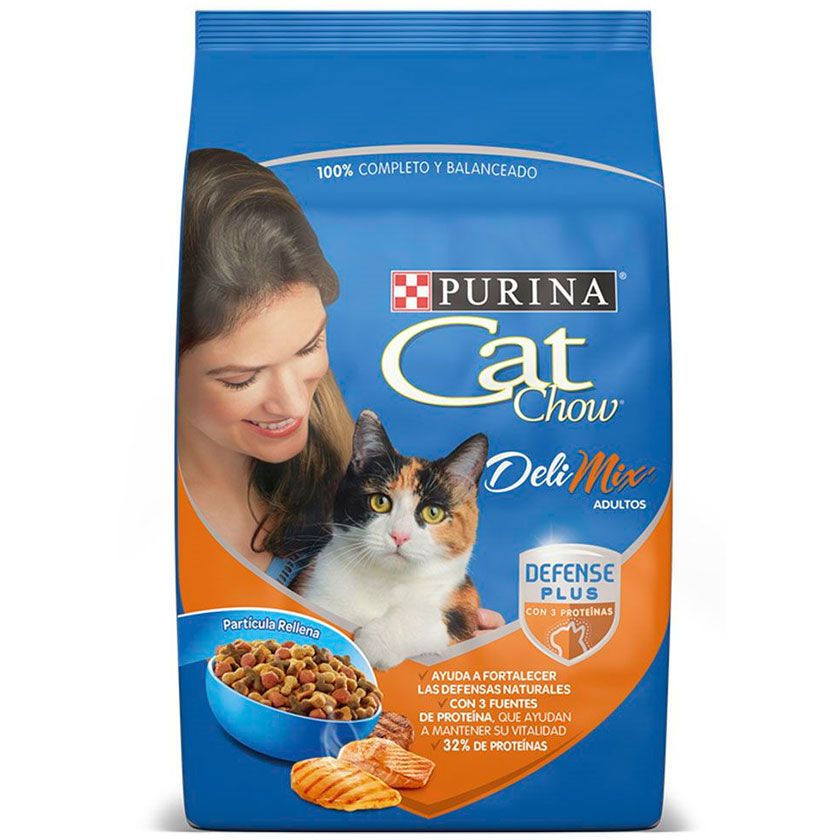 100% COMPLETO Y BALANCEADO
PURINA®
Cat
Chow®
Deli Mix
ADULTOS
DEFENSE
PLUS
CON 3 PROTEÍNAS
Partícula Rellena
✓ AYUDA A FORTALECER
LAS DEFENSAS NATURALES
✓ CON 3 FUENTES
DE PROTEÍNA, QUE AYUDAN
A MANTENER SU VITALIDAD
✓ 32% DE PROTEÍNAS